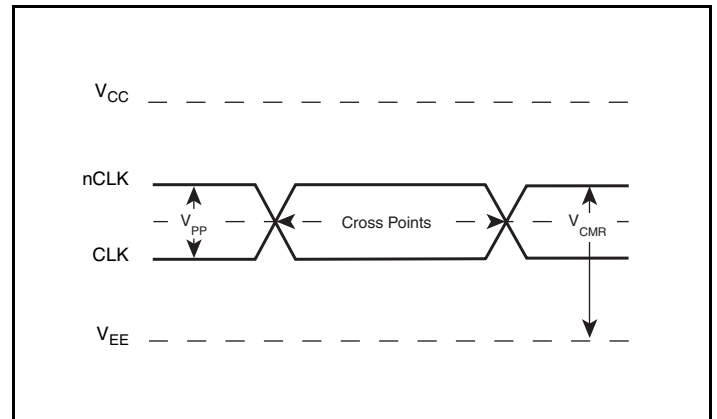 VCC
nCLK
VPP
Cross Points
VCMR
CLK
VEE